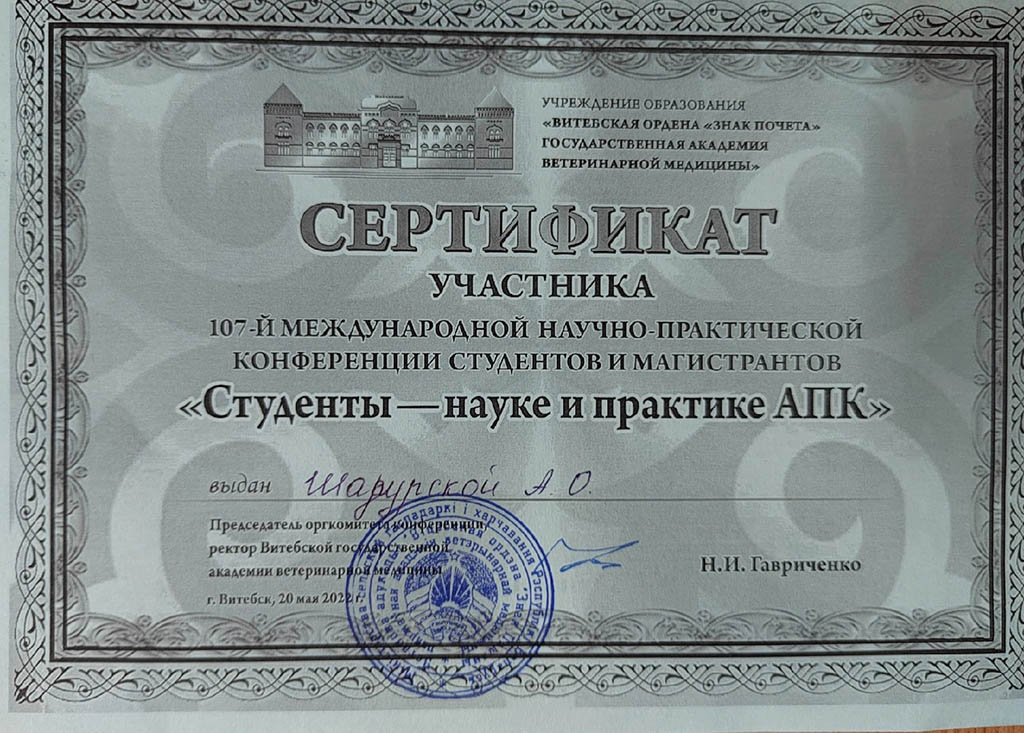 УЧРЕЖДЕНИЕ ОБРАЗОВАНИЯ
«ВИТЕБСКАЯ ОРДЕНА «ЗНАК ПОЧЕТА»
ГОСУДАРСТВЕННАЯ АКАДЕМИЯ
ВЕТЕРИНАРНОЙ МЕДИЦИНЫ»
СЕРТИФИКАТ
УЧАСТНИКА
107-Й МЕЖДУНАРОДНОЙ НАУЧНО-ПРАКТИЧЕСКОЙ
КОНФЕРЕНЦИИ СТУДЕНТОВ И МАГИСТРАНТОВ
«Студенты — науке и практике АПК»
выдан Шарурской А. О.
Председатель оргкомитета конференции,
ректор Витебской государственной
академии ветеринарной медицины
Н.И. Гавриченко
г. Витебск, 20 мая 2022 г.